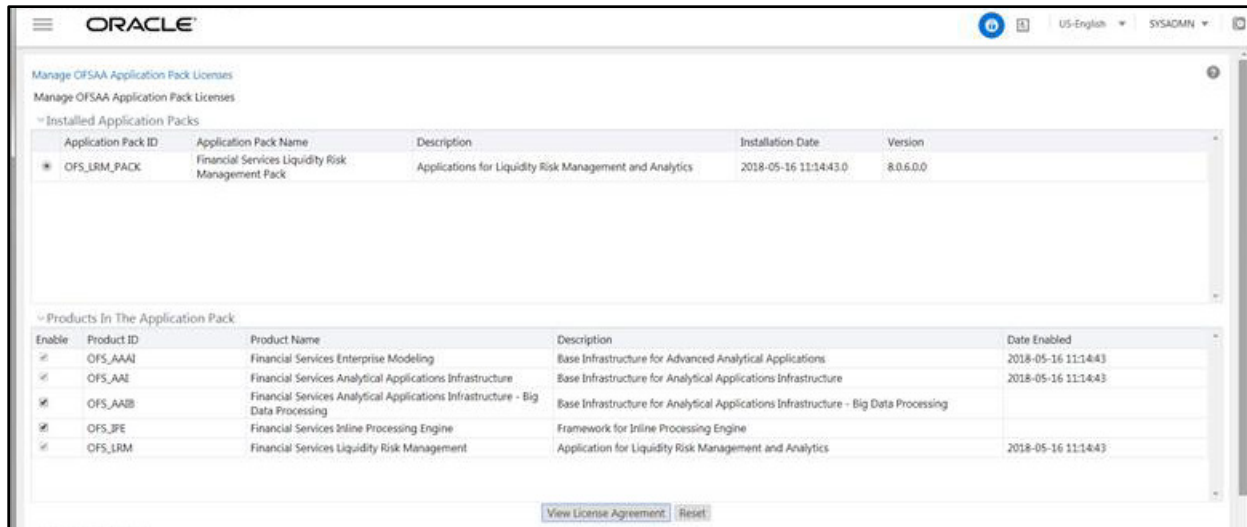 ORACLE
US-English
SYSADMN
Manage OFSAA Application Pack Licenses
Manage OFSAA Application Pack Licenses
Installed Application Packs
Application Pack ID Application Pack Name Description Installation Date Version
OFS_LRM_PACK Financial Services Liquidity Risk Management Pack Applications for Liquidity Risk Management and Analytics 2018-05-16 11:14:43.0 8.0.6.0.0
Products In The Application Pack
Enable Product ID Product Name Description Date Enabled
OFS_AAAI Financial Services Enterprise Modeling Base Infrastructure for Advanced Analytical Applications 2018-05-16 11:14:43
OFS_AAI Financial Services Analytical Applications Infrastructure Base Infrastructure for Analytical Applications Infrastructure 2018-05-16 11:14:43
OFS_AAIB Financial Services Analytical Applications Infrastructure - Big Data Processing Base Infrastructure for Analytical Applications Infrastructure - Big Data Processing
OFS_IPE Financial Services Inline Processing Engine Framework for Inline Processing Engine
OFS_LRM Financial Services Liquidity Risk Management Application for Liquidity Risk Management and Analytics 2018-05-16 11:14:43
View License Agreement Reset